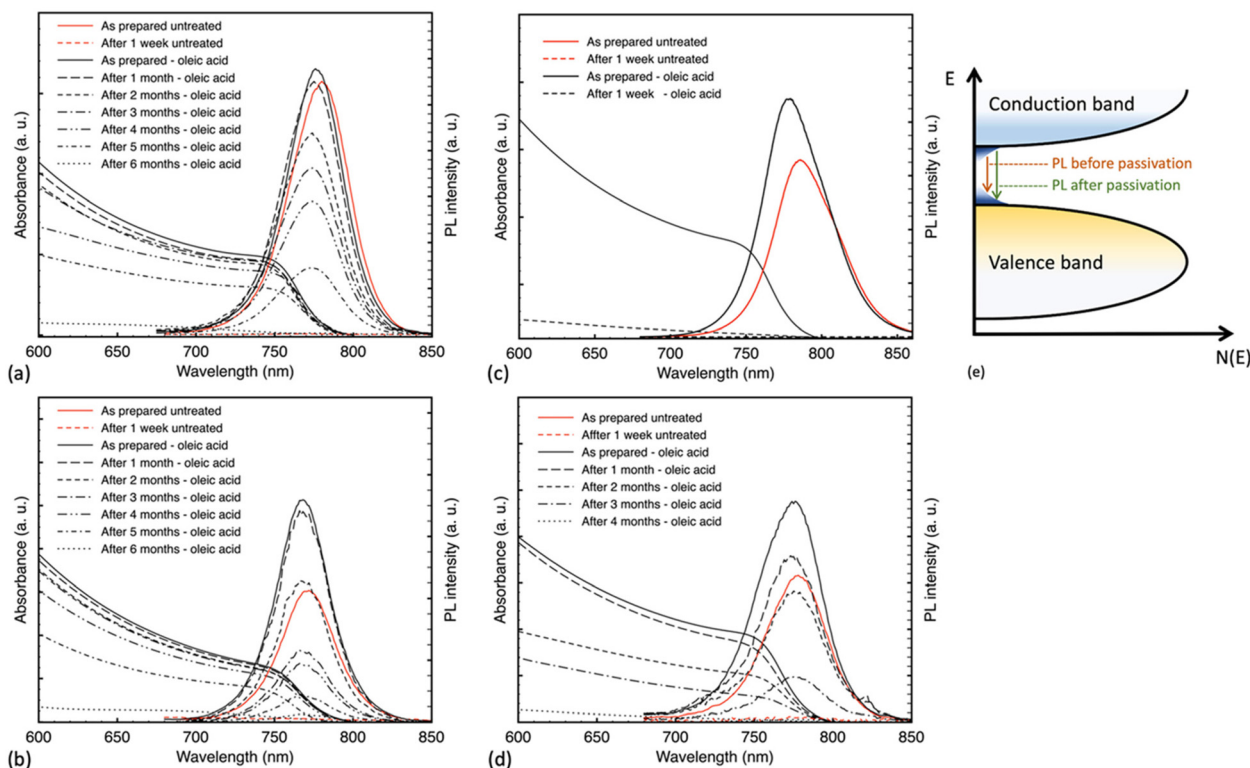 As prepared untreated
After 1 week untreated
As prepared - oleic acid
After 1 month - oleic acid
After 2 months - oleic acid
After 3 months - oleic acid
After 4 months - oleic acid
After 5 months - oleic acid
After 6 months - oleic acid
Absorbance (a. u.)
PL intensity (a. u.)
600 650 700 750 800 850
Wavelength (nm)
(a)
As prepared untreated
After 1 week untreated
As prepared - oleic acid
After 1 week - oleic acid
Absorbance (a. u.)
PL intensity (a. u.)
600 650 700 750 800
Wavelength (nm)
(c)
E
Conduction band
PL before passivation
PL after passivation
Valence band
N(E)
(e)
As prepared untreated
After 1 week untreated
As prepared - oleic acid
After 1 month - oleic acid
After 2 months - oleic acid
After 3 months - oleic acid
After 4 months - oleic acid
After 5 months - oleic acid
After 6 months - oleic acid
Absorbance (a. u.)
PL intensity (a. u.)
600 650 700 750 800 850
Wavelength (nm)
(b)
As prepared untreated
Affter 1 week untreated
As prepared - oleic acid
After 1 month - oleic acid
After 2 months - oleic acid
After 3 months - oleic acid
After 4 months - oleic acid
Absorbance (a. u.)
PL intensity (a. u.)
600 650 700 750 800 850
Wavelength (nm)
(d)